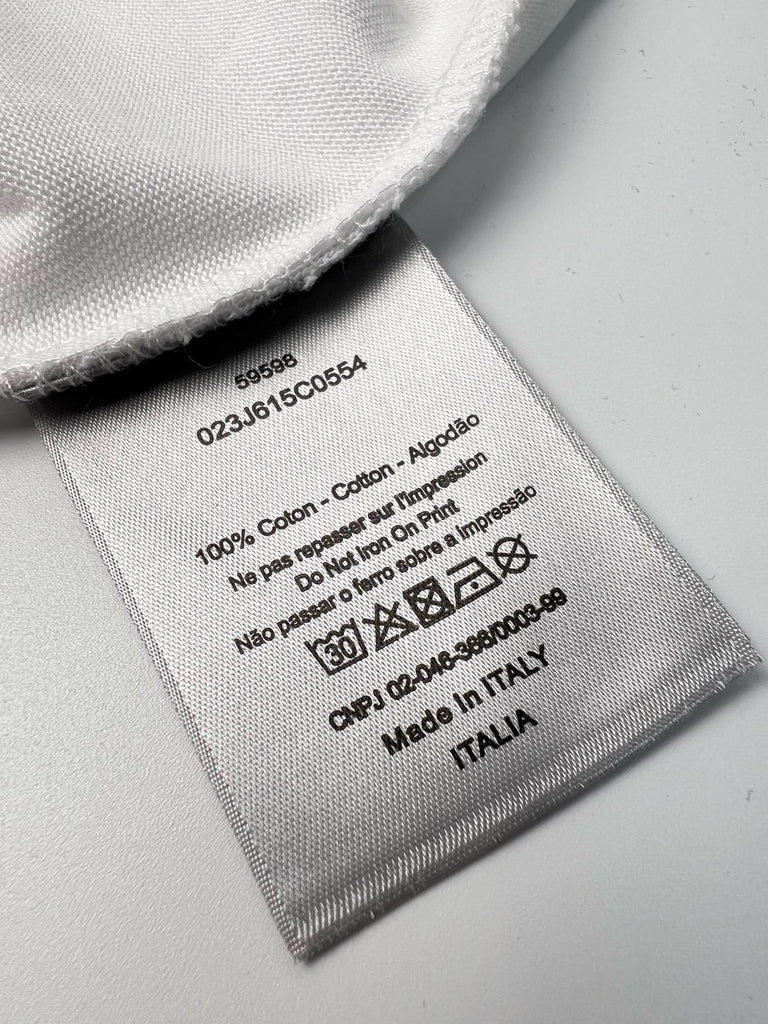 59598
023J615C0554
100% Coton - Cotton - Algodão
Ne pas repasser sur l'impression
Do Not Iron On Print
Não passar o ferro sobre a impressão
30
CNPJ 02-046-368/0003-99
Made in ITALY
ITALIA